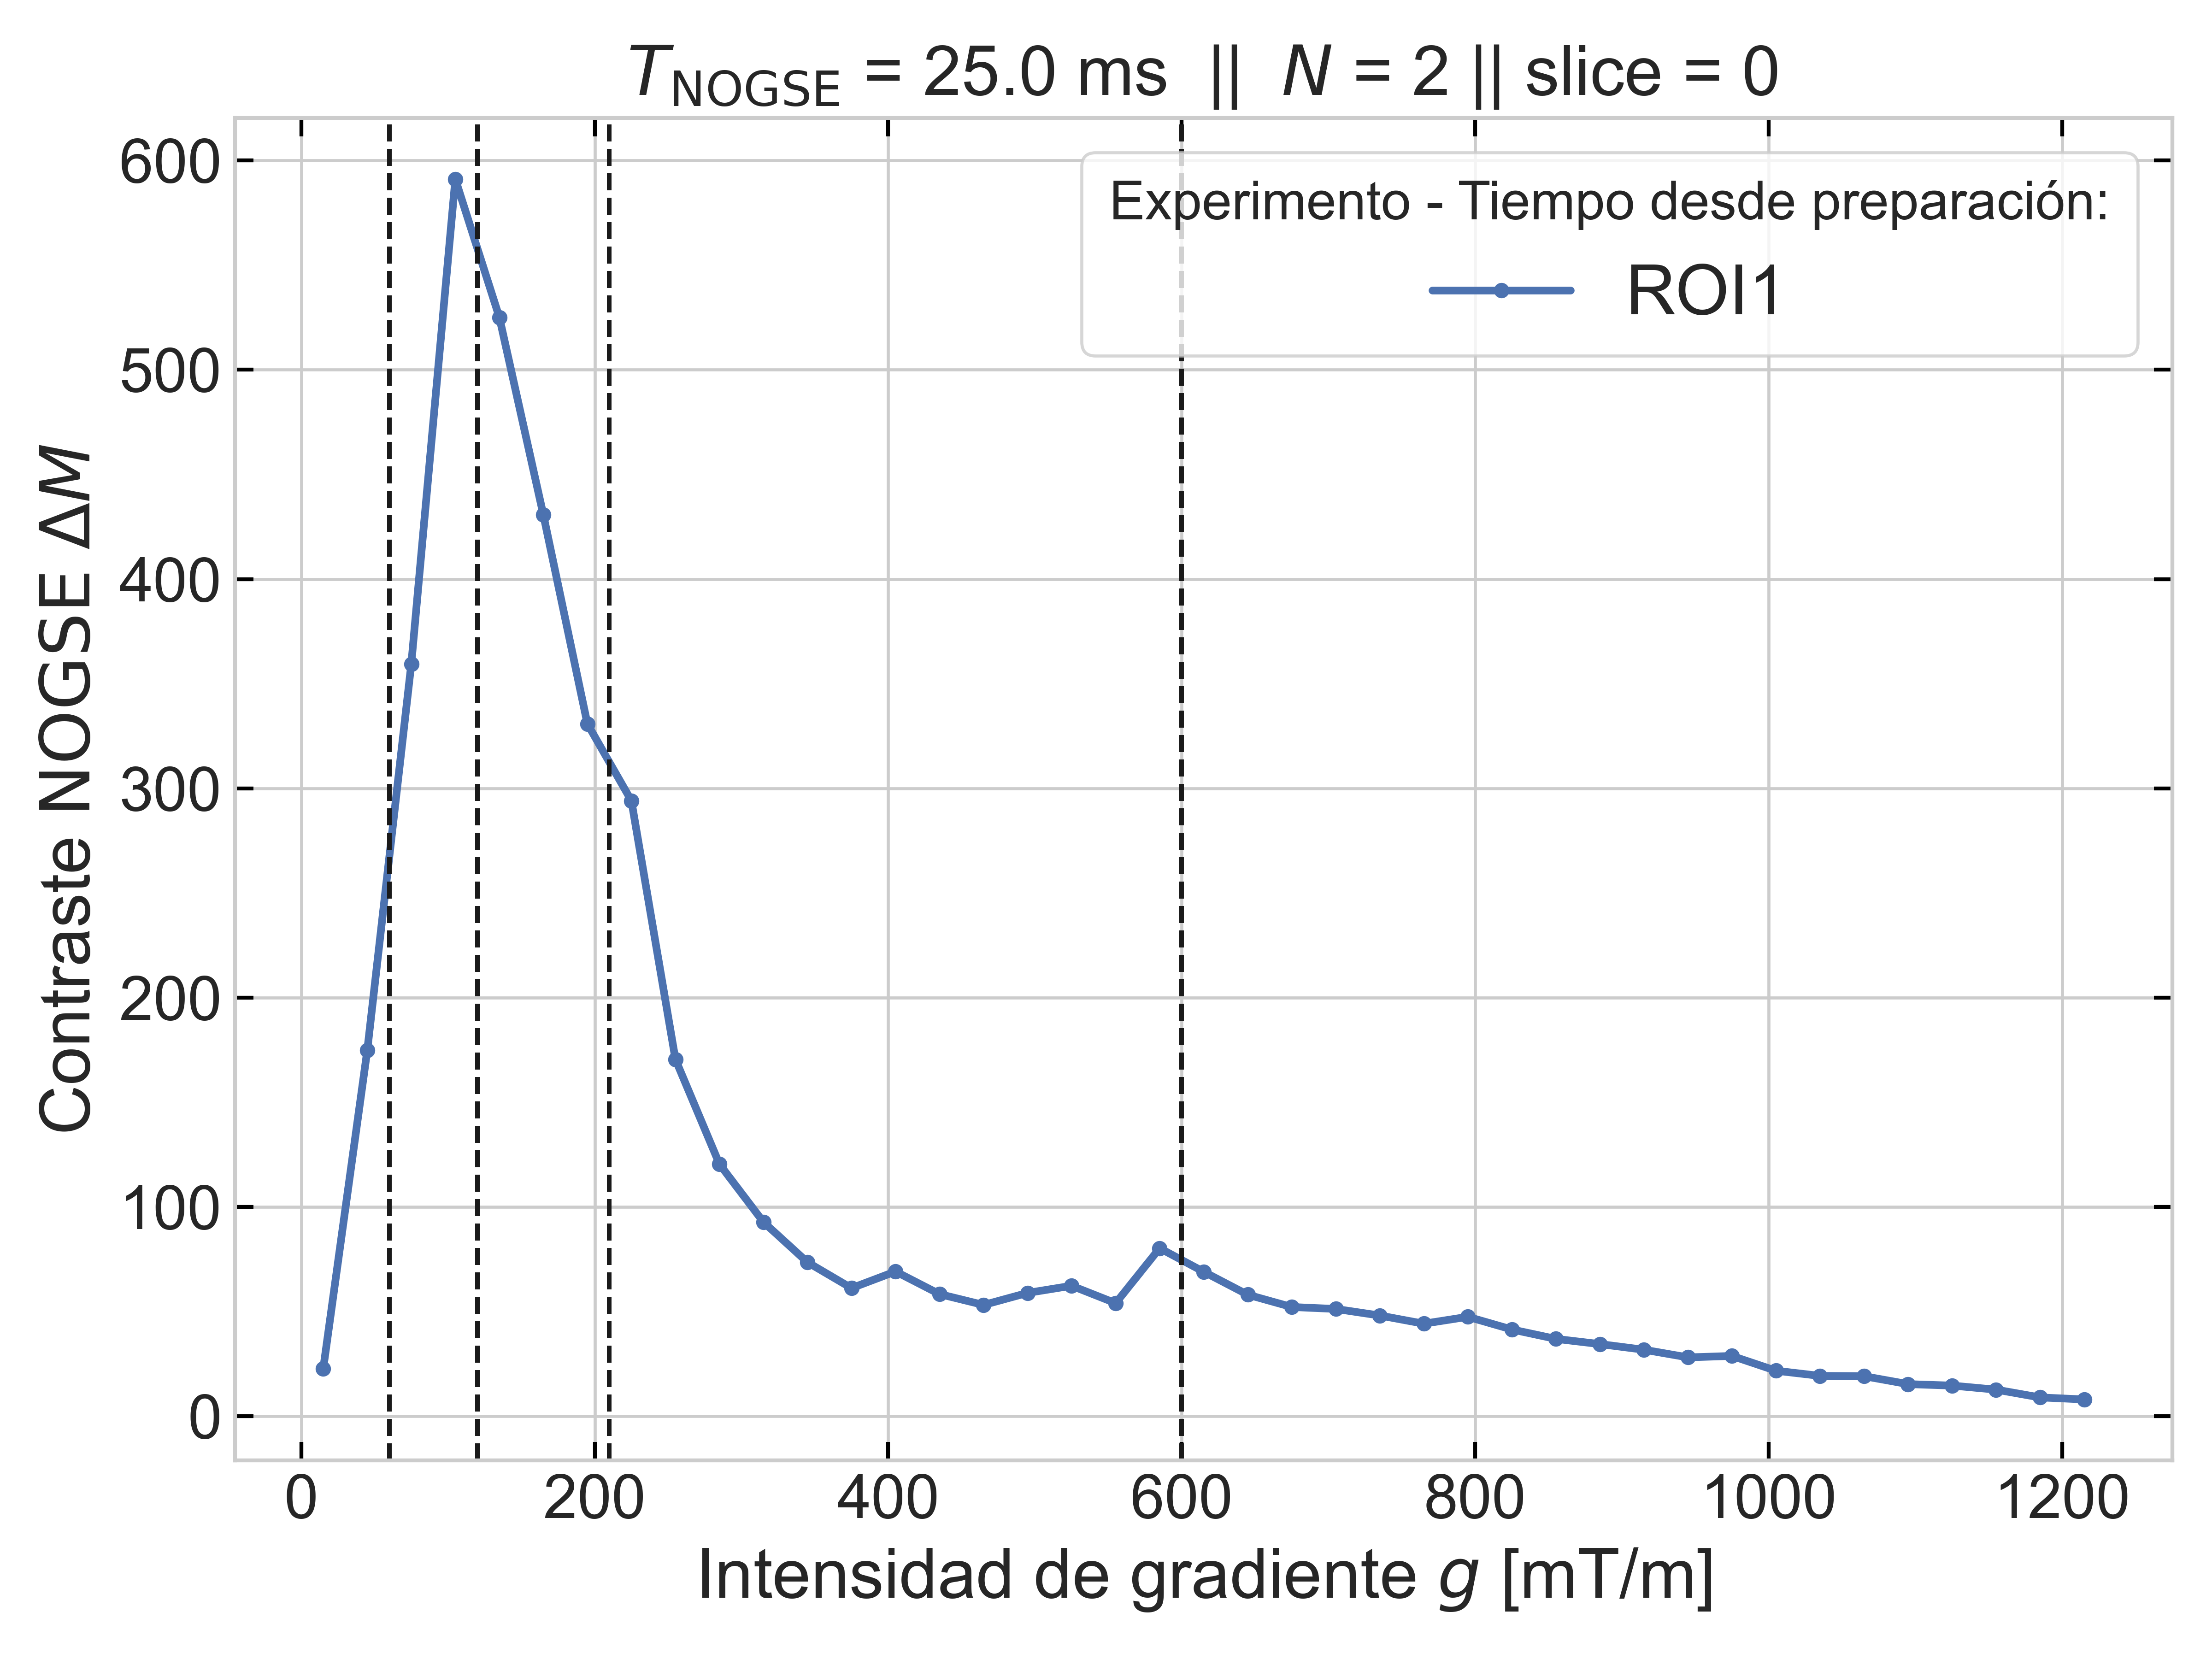 T_NOGSE = 25.0 ms || N = 2 || slice = 0
Experimento - Tiempo desde preparación:
ROI1
Contraste NOGSE ΔM
600
500
400
300
200
100
0
0 200 400 600 800 1000 1200
Intensidad de gradiente g [mT/m]